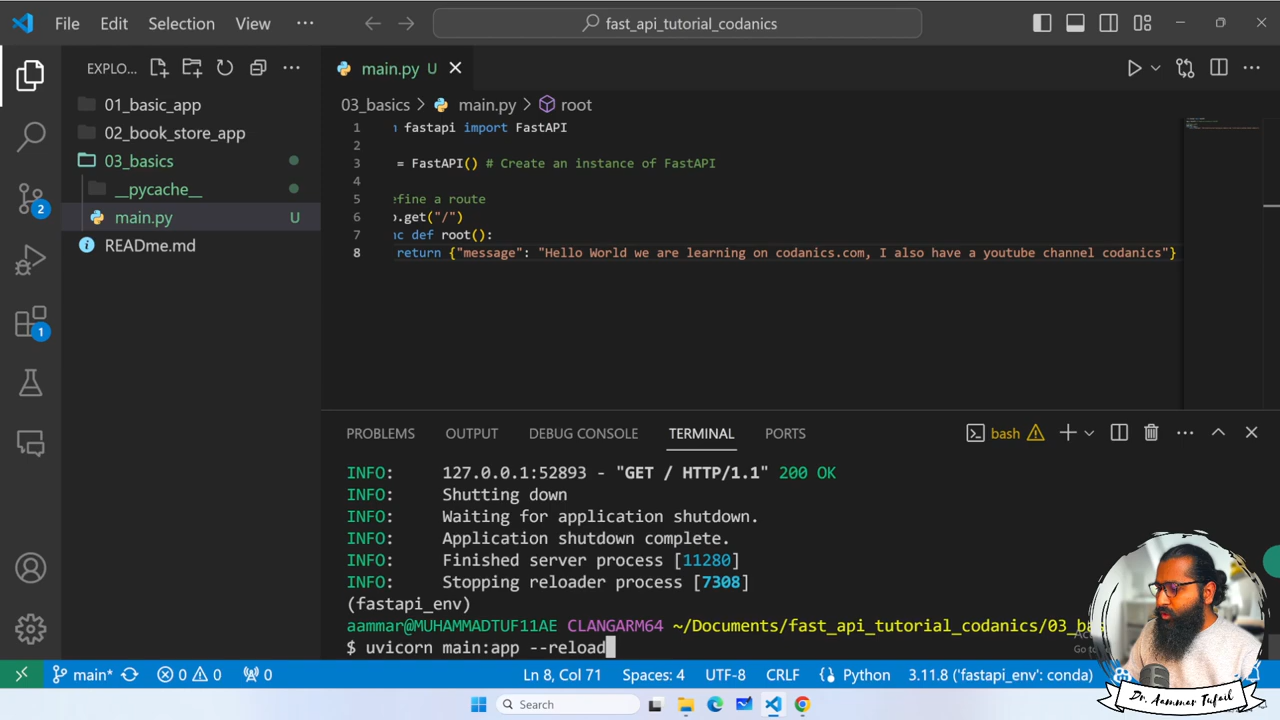 File Edit Selection View ··· fast_api_tutorial_codanics
EXPLO...
01_basic_app
02_book_store_app
03_basics
__pycache__
main.py U
READme.md
2
1
main.py U
03_basics > main.py > root
1 fastapi import FastAPI
2
3 = FastAPI() # Create an instance of FastAPI
4
5 efine a route
6 .get("/")
7 nc def root():
8 return {"message": "Hello World we are learning on codanics.com, I also have a youtube channel codanics"}
PROBLEMS OUTPUT DEBUG CONSOLE TERMINAL PORTS bash
INFO: 127.0.0.1:52893 - "GET / HTTP/1.1" 200 OK
INFO: Shutting down
INFO: Waiting for application shutdown.
INFO: Application shutdown complete.
INFO: Finished server process [11280]
INFO: Stopping reloader process [7308]
(fastapi_env)
aammar@MUHAMMADTUF11AE CLANGARM64 ~/Documents/fast_api_tutorial_codanics/03_bas
$ uvicorn main:app --reload
main* 0 0 0 Ln 8, Col 71 Spaces: 4 UTF-8 CRLF Python 3.11.8 ('fastapi_env': conda)
Search
Dr. Aammar Tufail